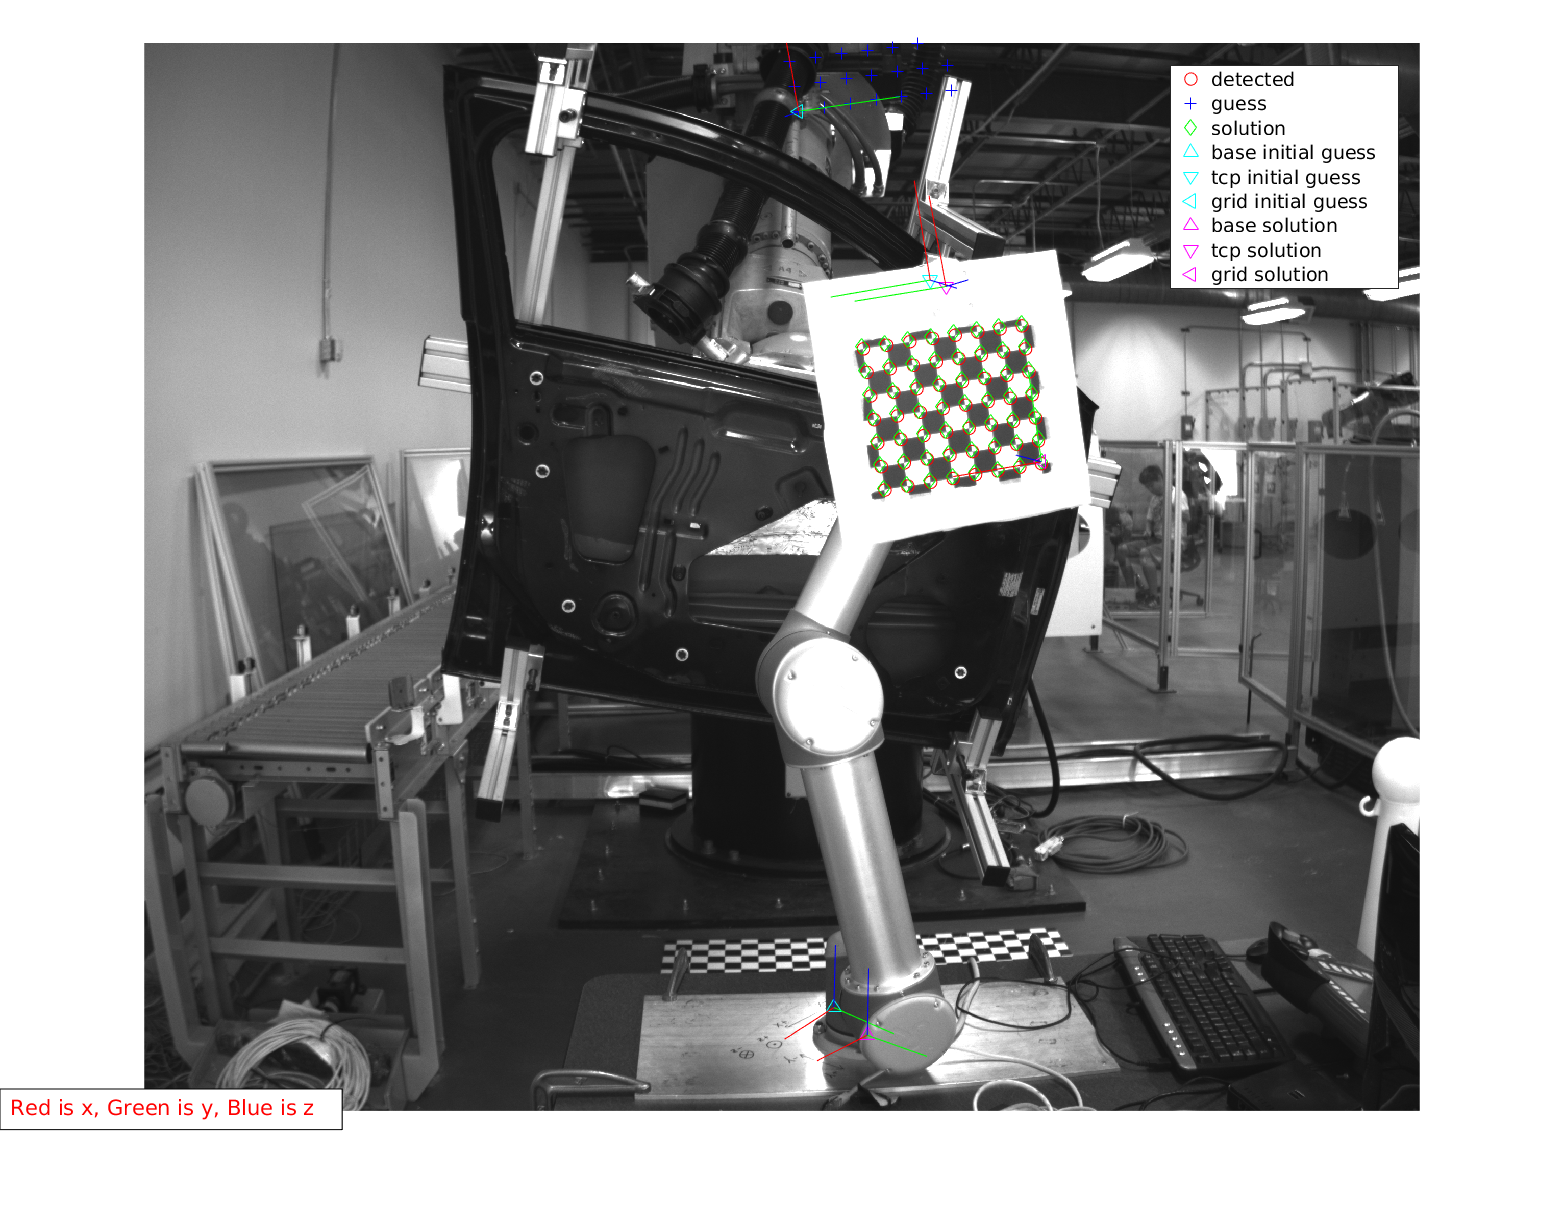 detected
guess
solution
base initial guess
tcp initial guess
grid initial guess
base solution
tcp solution
grid solution
Red is x, Green is y, Blue is z